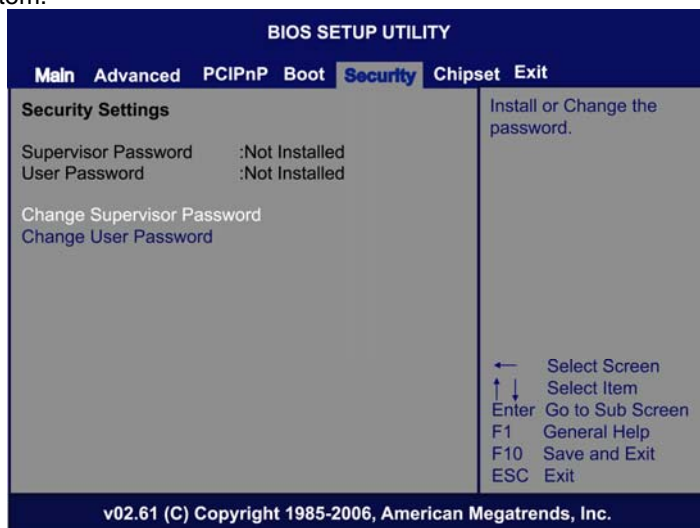 BIOS SETUP UTILITY
Main Advanced PCIPnP Boot Security Chipset Exit
Security Settings
Supervisor Password :Not Installed
User Password :Not Installed
Change Supervisor Password
Change User Password
Install or Change the
password.
← Select Screen
↑↓ Select Item
Enter Go to Sub Screen
F1 General Help
F10 Save and Exit
ESC Exit
v02.61 (C) Copyright 1985-2006, American Megatrends, Inc.